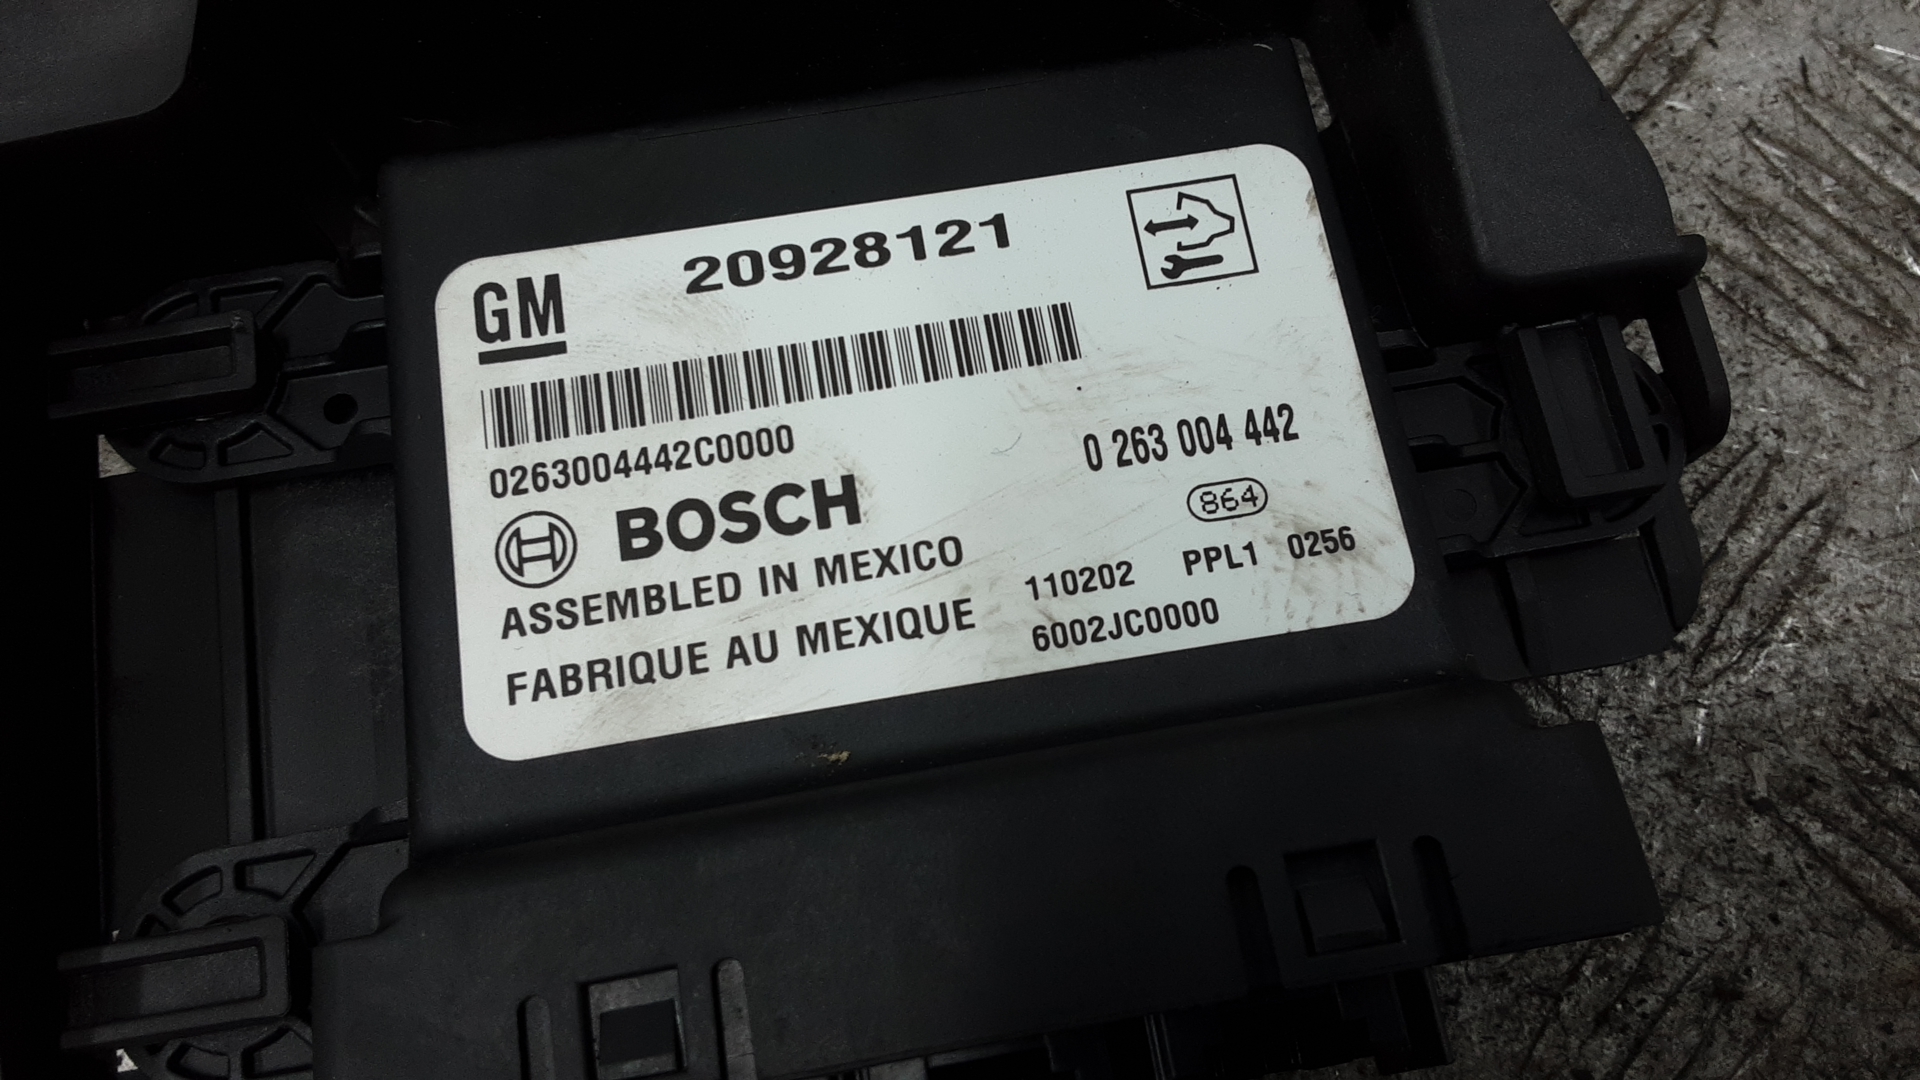 GM 20928121
0263004442C0000
0 263 004 442
BOSCH
864
ASSEMBLED IN MEXICO
110202 PPL1 0256
FABRIQUE AU MEXIQUE
6002JC0000